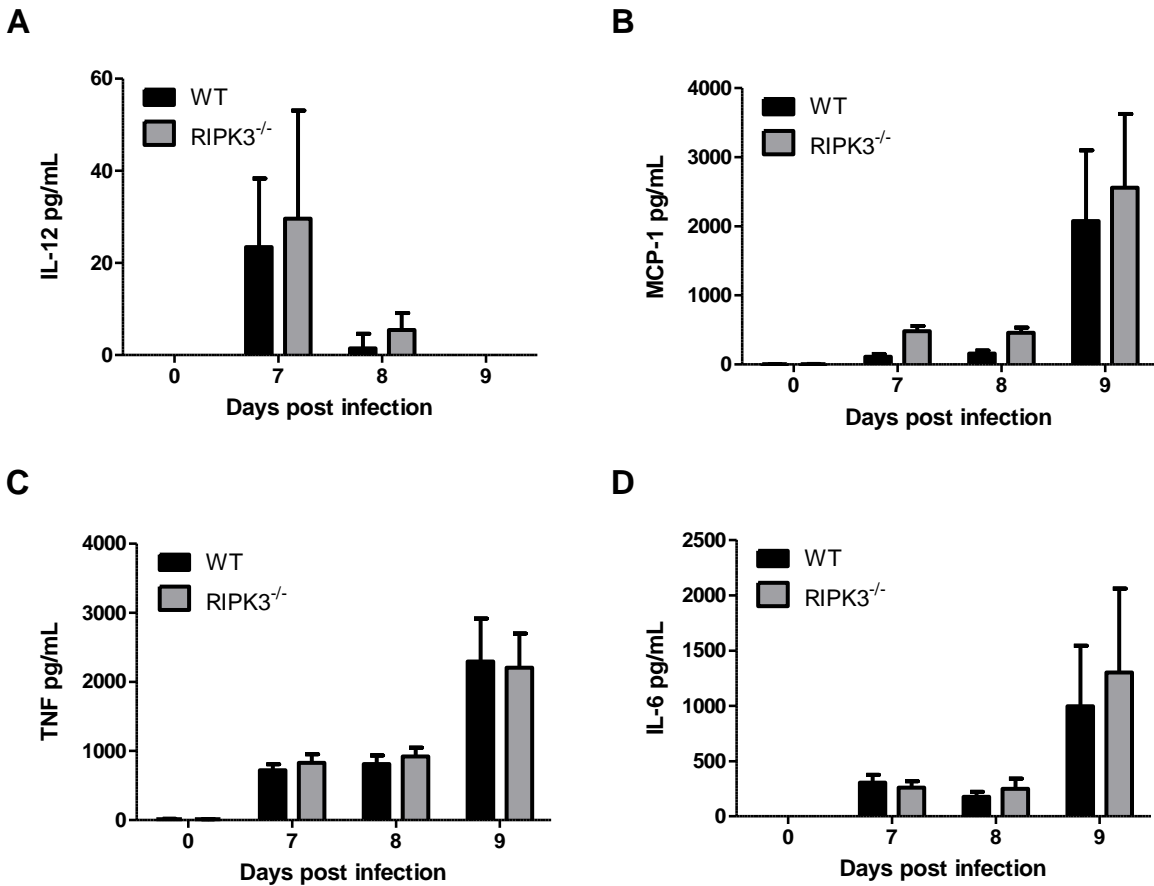 A
IL-12 pg/mL
60
40
20
0
WT
RIPK3-/-
0 7 8 9
Days post infection
B
MCP-1 pg/mL
4000
3000
2000
1000
0
WT
RIPK3-/-
0 7 8 9
Days post infection
C
TNF pg/mL
4000
3000
2000
1000
0
WT
RIPK3-/-
0 7 8 9
Days post infection
D
IL-6 pg/mL
2500
2000
1500
1000
500
0
WT
RIPK3-/-
0 7 8 9
Days post infection